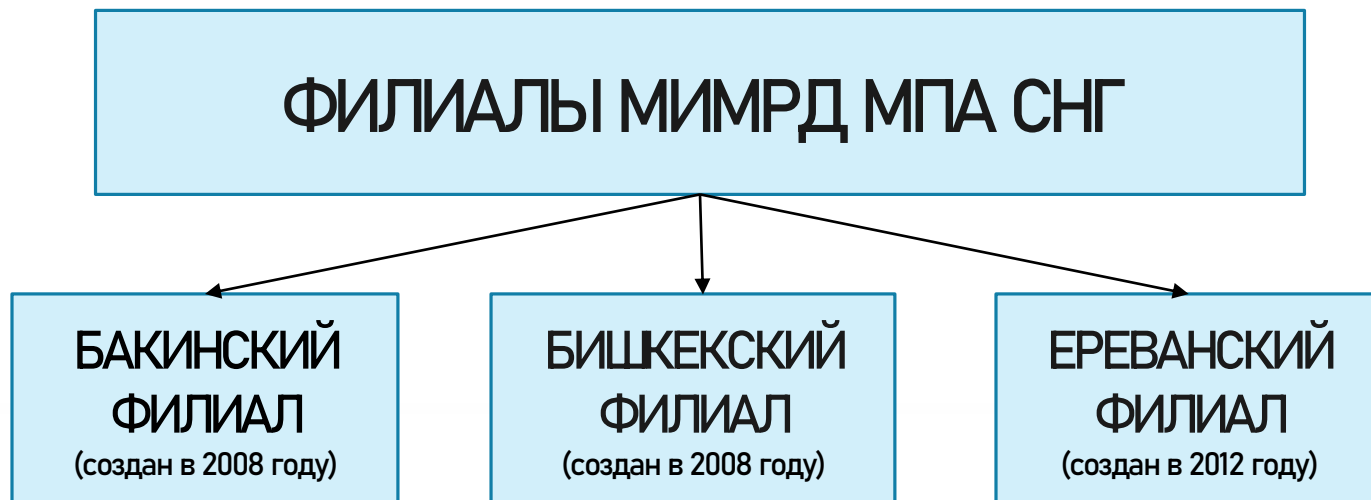 ФИЛИАЛЫ МИМРД МПА СНГ
БАКИНСКИЙ
ФИЛИАЛ
(создан в 2008 году)
БИШКЕКСКИЙ
ФИЛИАЛ
(создан в 2008 году)
ЕРЕВАНСКИЙ
ФИЛИАЛ
(создан в 2012 году)